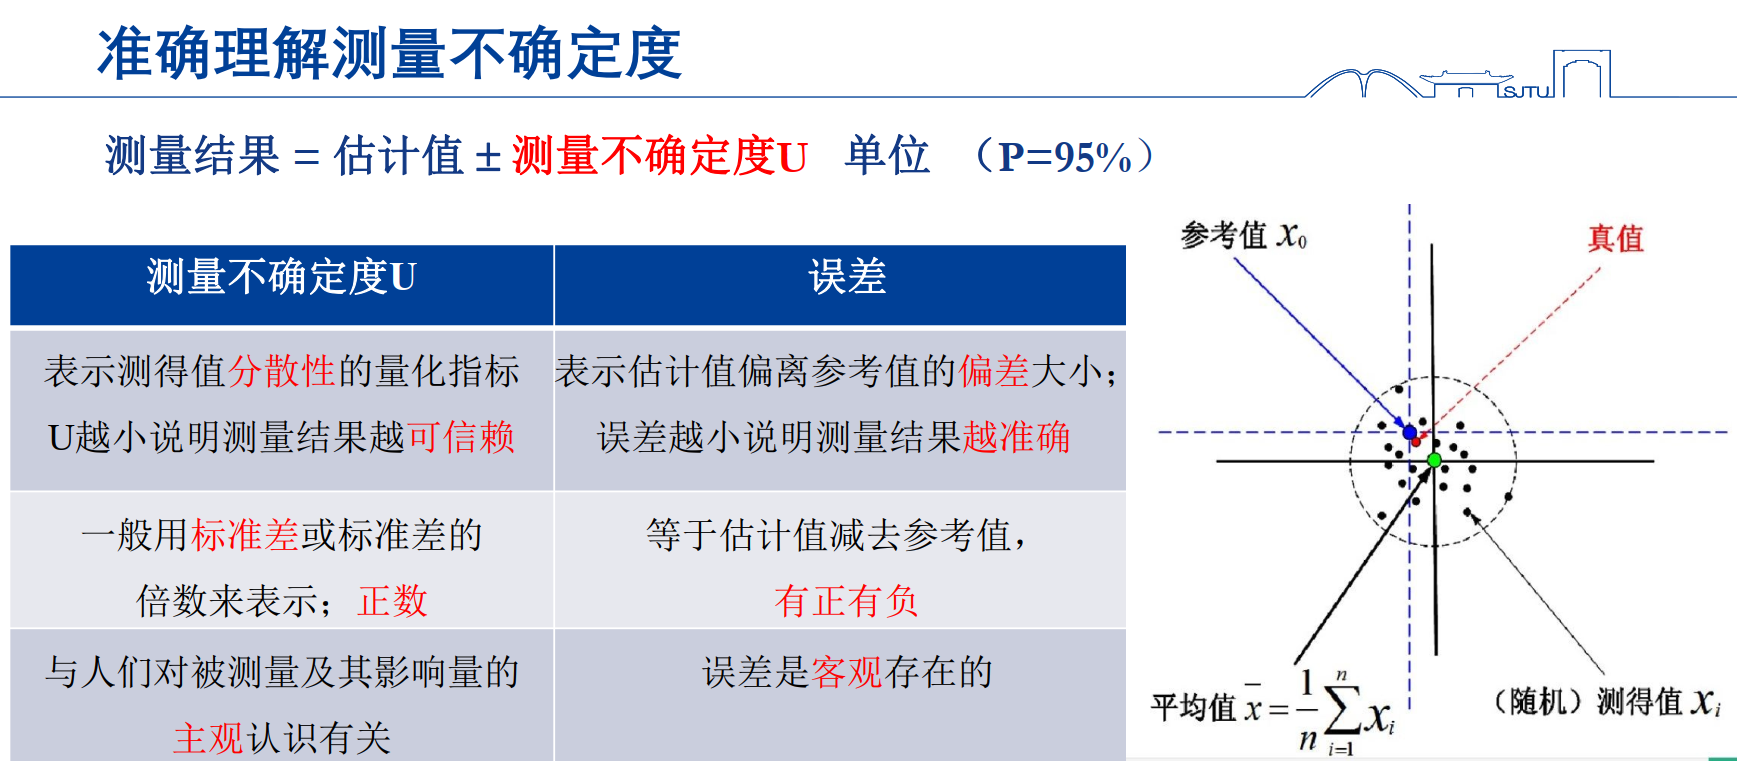 准确理解测量不确定度
SJTU
测量结果 = 估计值 ± 测量不确定度U 单位 （P=95%）
测量不确定度U
误差
表示测得值分散性的量化指标
U越小说明测量结果越可信赖
表示估计值偏离参考值的偏差大小；
误差越小说明测量结果越准确
一般用标准差或标准差的
倍数来表示；正数
等于估计值减去参考值，
有正有负
与人们对被测量及其影响量的
主观认识有关
误差是客观存在的
参考值 x₀
真值
平均值 x̄ = 1/n ∑ᵢ₌₁ⁿ xᵢ
（随机）测得值 xᵢ